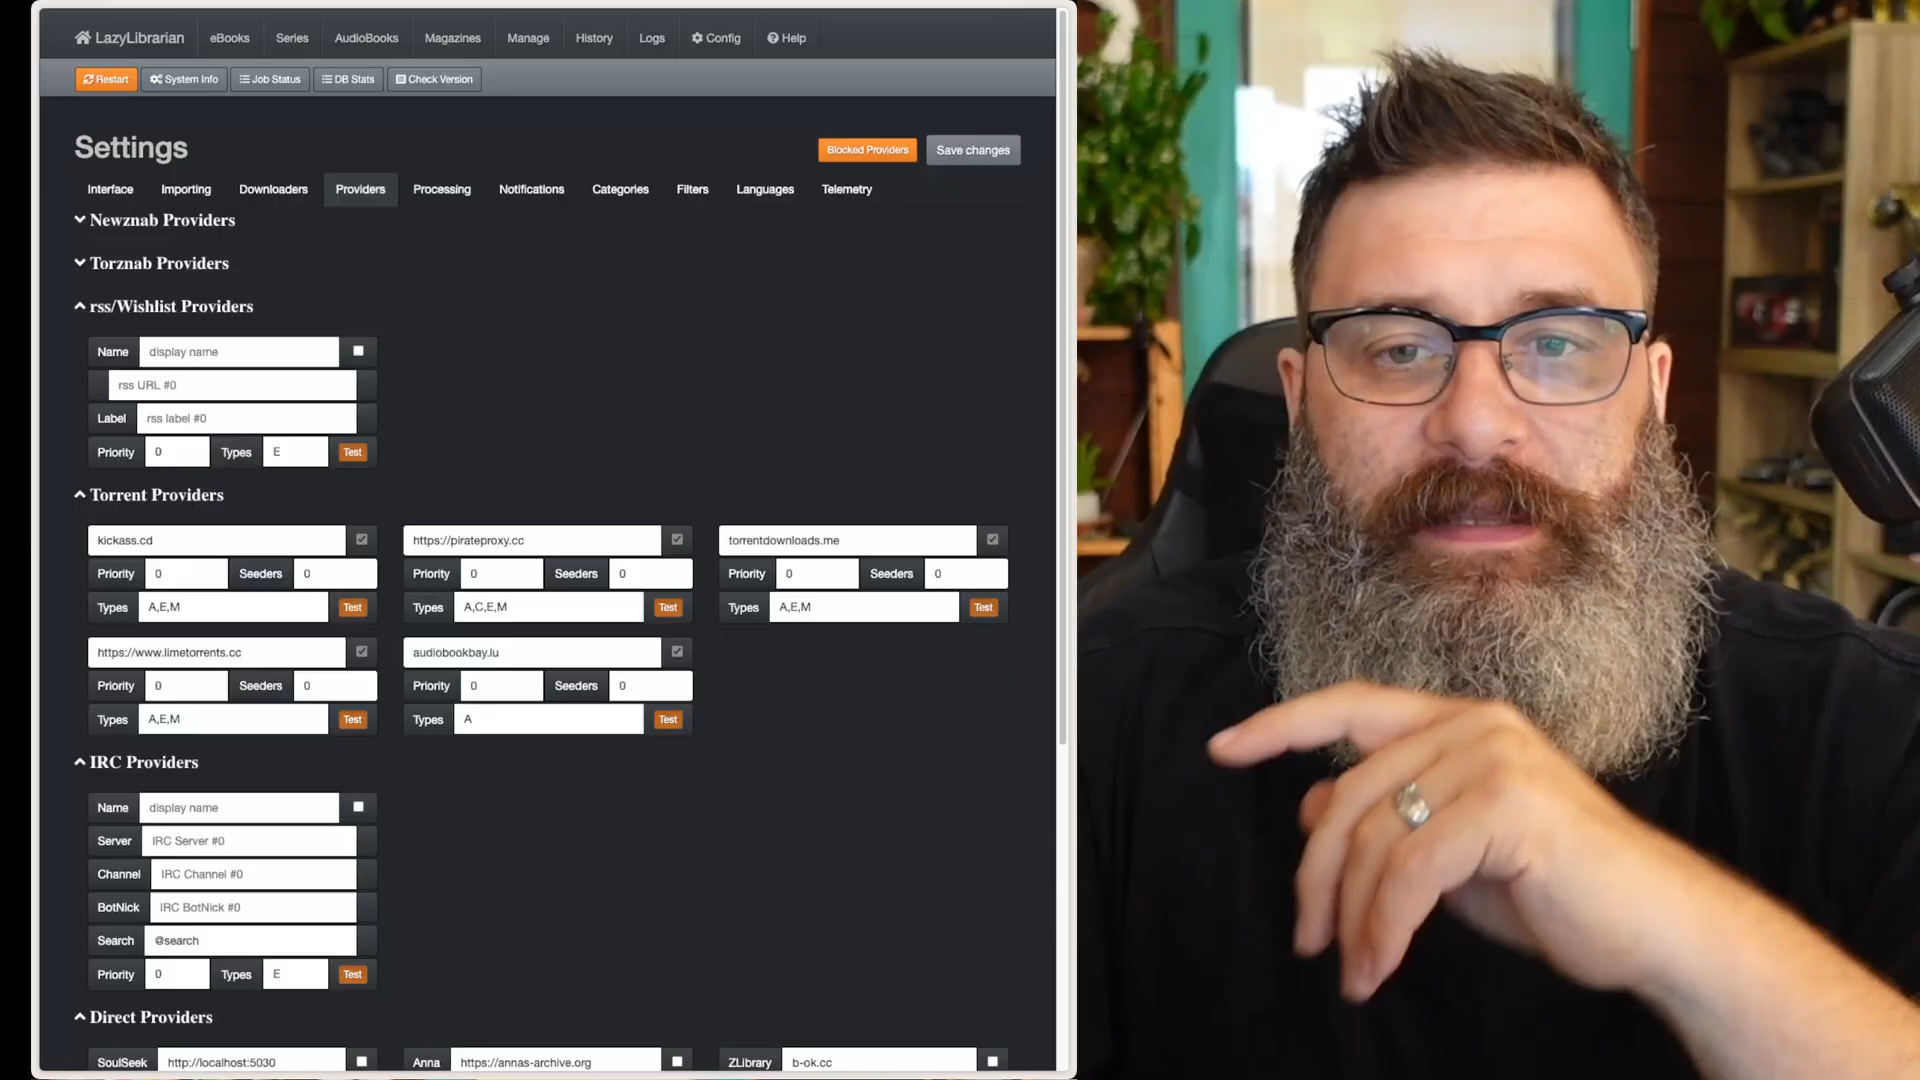 LazyLibrarian eBooks Series AudioBooks Magazines Manage History Logs Config Help
Restart System Info Job Status DB Stats Check Version
Settings
Blocked Providers Save changes
Interface Importing Downloaders Providers Processing Notifications Categories Filters Languages Telemetry
Newznab Providers
Torznab Providers
rss/Wishlist Providers
Name display name
rss URL #0
Label rss label #0
Priority 0 Types E Test
Torrent Providers
kickass.cd https://pirateproxy.cc torrentdownloads.me
Priority 0 Seeders 0 Priority 0 Seeders 0 Priority 0 Seeders 0
Types A,E,M Test Types A,C,E,M Test Types A,E,M Test
https://www.limetorrents.cc audiobookbay.lu
Priority 0 Seeders 0 Priority 0 Seeders 0
Types A,E,M Test Types A Test
IRC Providers
Name display name
Server IRC Server #0
Channel IRC Channel #0
BotNick IRC BotNick #0
Search @search
Priority 0 Types E Test
Direct Providers
SoulSeek http://localhost:5030 Anna https://annas-archive.org ZLibrary b-ok.cc